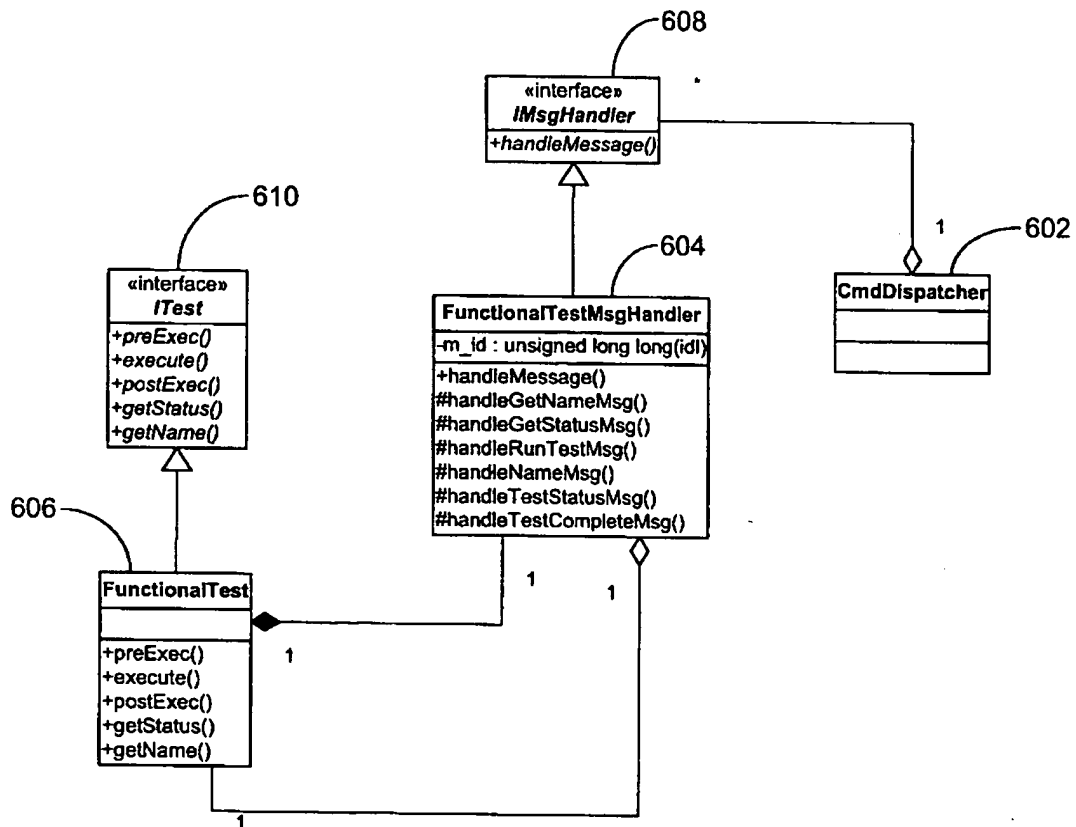 608
«interface»
IMsgHandler
+handleMessage()
610
«interface»
ITest
+preExec()
+execute()
+postExec()
+getStatus()
+getName()
604
FunctionalTestMsgHandler
-m_id : unsigned long long(idl)
+handleMessage()
#handleGetNameMsg()
#handleGetStatusMsg()
#handleRunTestMsg()
#handleNameMsg()
#handleTestStatusMsg()
#handleTestCompleteMsg()
1
602
CmdDispatcher
606
FunctionalTest
+preExec()
+execute()
+postExec()
+getStatus()
+getName()
1
1
1
1